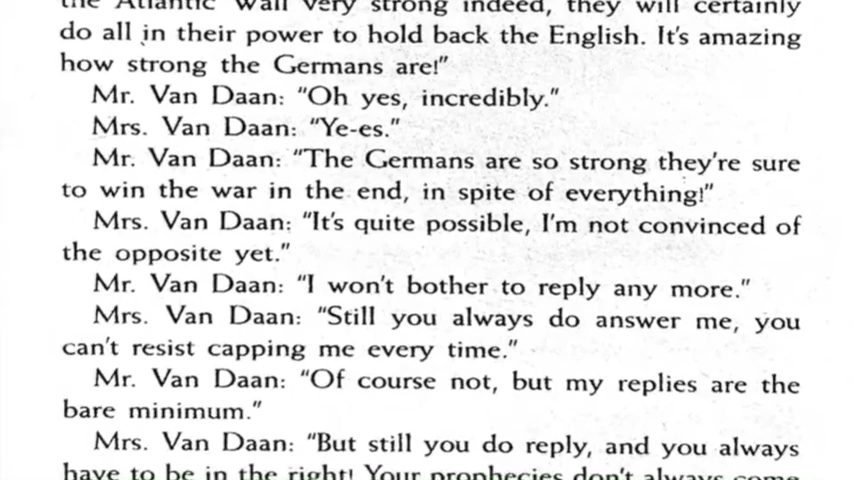 the Atlantic Wall very strong indeed, they will certainly
do all in their power to hold back the English. It's amazing
how strong the Germans are!"
Mr. Van Daan: "Oh yes, incredibly."
Mrs. Van Daan: "Ye-es."
Mr. Van Daan: "The Germans are so strong they're sure
to win the war in the end, in spite of everything!"
Mrs. Van Daan: "It's quite possible, I'm not convinced of
the opposite yet."
Mr. Van Daan: "I won't bother to reply any more."
Mrs. Van Daan: "Still you always do answer me, you
can't resist capping me every time."
Mr. Van Daan: "Of course not, but my replies are the
bare minimum."
Mrs. Van Daan: "But still you do reply, and you always
have to be in the right! Your prophecies don't always come